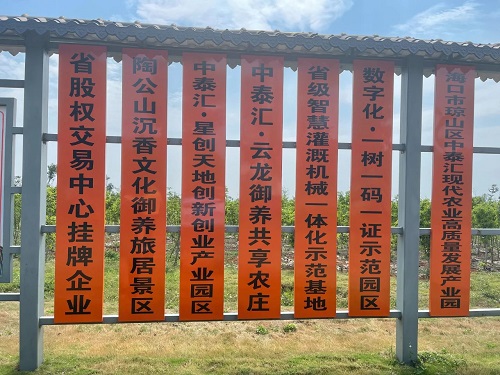 省股权交易中心挂牌企业
陶公山沉香文化御养旅居景区
中泰汇·星创天地创新创业产业园区
中泰汇·云龙御养共享农庄
省级智慧灌溉机械一体化示范基地
数字化·一树一码一证示范园区
海口市琼山区中泰汇现代农业高质量发展产业园